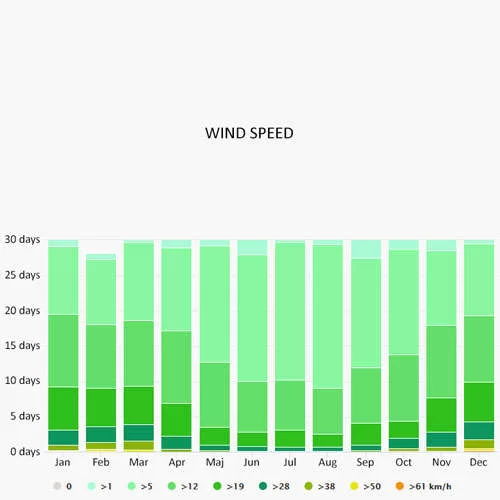 WIND SPEED
30 days
25 days
20 days
15 days
10 days
5 days
0 days
Jan Feb Mar Apr Maj Jun Jul Aug Sep Oct Nov Dec
0 >1 >5 >12 >19 >28 >38 >50 >61 km/h